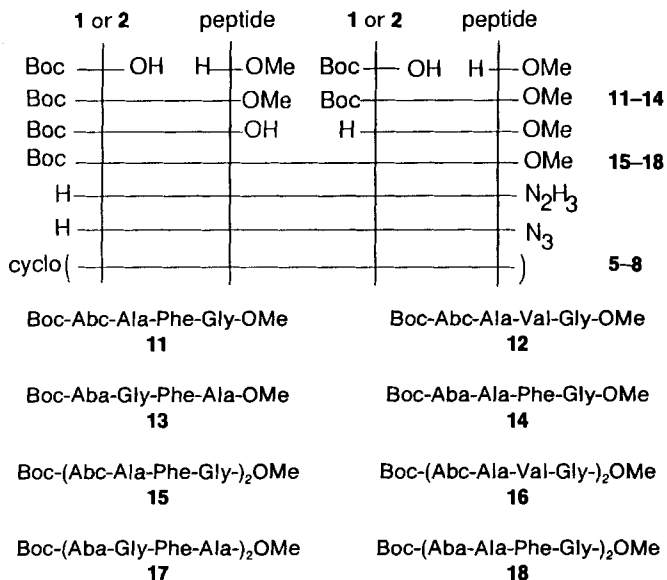 1 or 2 peptide 1 or 2 peptide
Boc OH H OMe Boc OH H OMe
Boc OMe Boc OMe 11–14
Boc OH H OMe
Boc OMe 15–18
H N₂H₃
H N₃
cyclo( ) 5–8
Boc-Abc-Ala-Phe-Gly-OMe Boc-Abc-Ala-Val-Gly-OMe
11 12
Boc-Aba-Gly-Phe-Ala-OMe Boc-Aba-Ala-Phe-Gly-OMe
13 14
Boc-(Abc-Ala-Phe-Gly-)₂OMe Boc-(Abc-Ala-Val-Gly-)₂OMe
15 16
Boc-(Aba-Gly-Phe-Ala-)₂OMe Boc-(Aba-Ala-Phe-Gly-)₂OMe
17 18